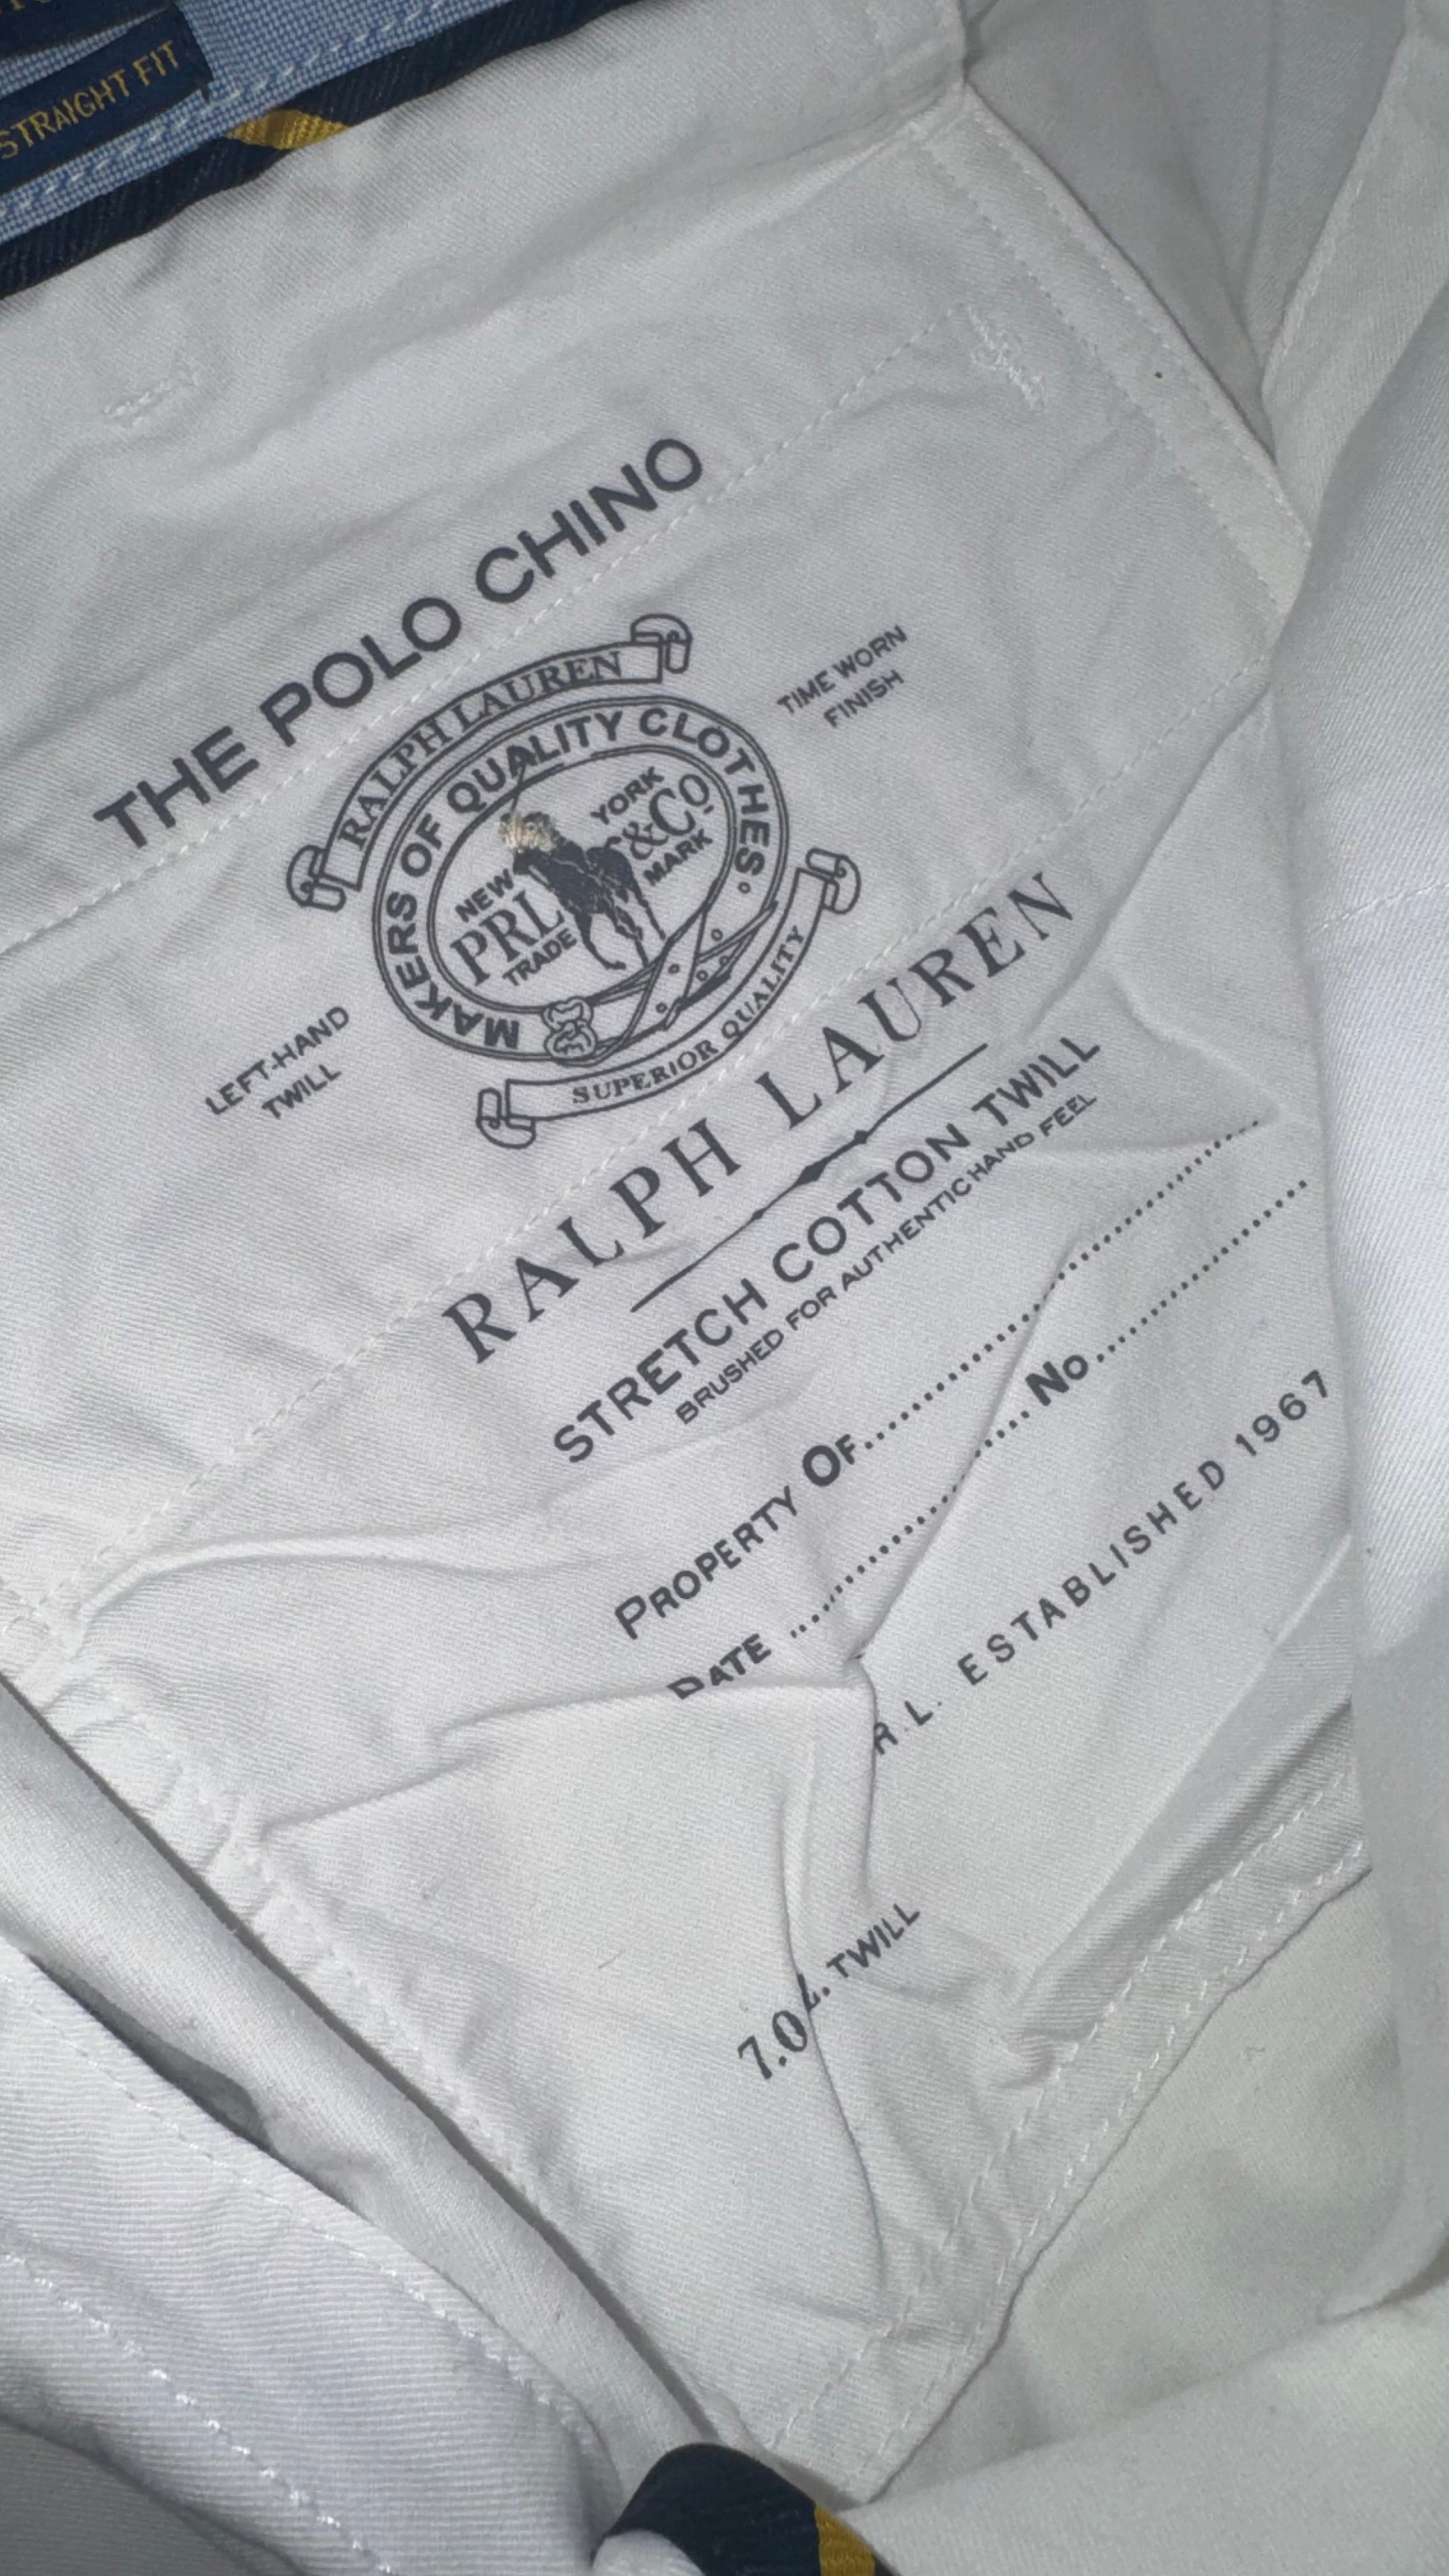 STRAIGHT FIT
THE POLO CHINO
RALPH LAUREN
MAKERS OF QUALITY CLOTHES.
TIME WORN
FINISH
NEW YORK
PRL &CO.
TRADE MARK
LEFT-HAND
TWILL
SUPERIOR QUALITY
RALPH LAUREN
STRETCH COTTON TWILL
BRUSHED FOR AUTHENTIC HAND FEEL
PROPERTY OF
DATE No
R.L. ESTABLISHED 1967
TWILL